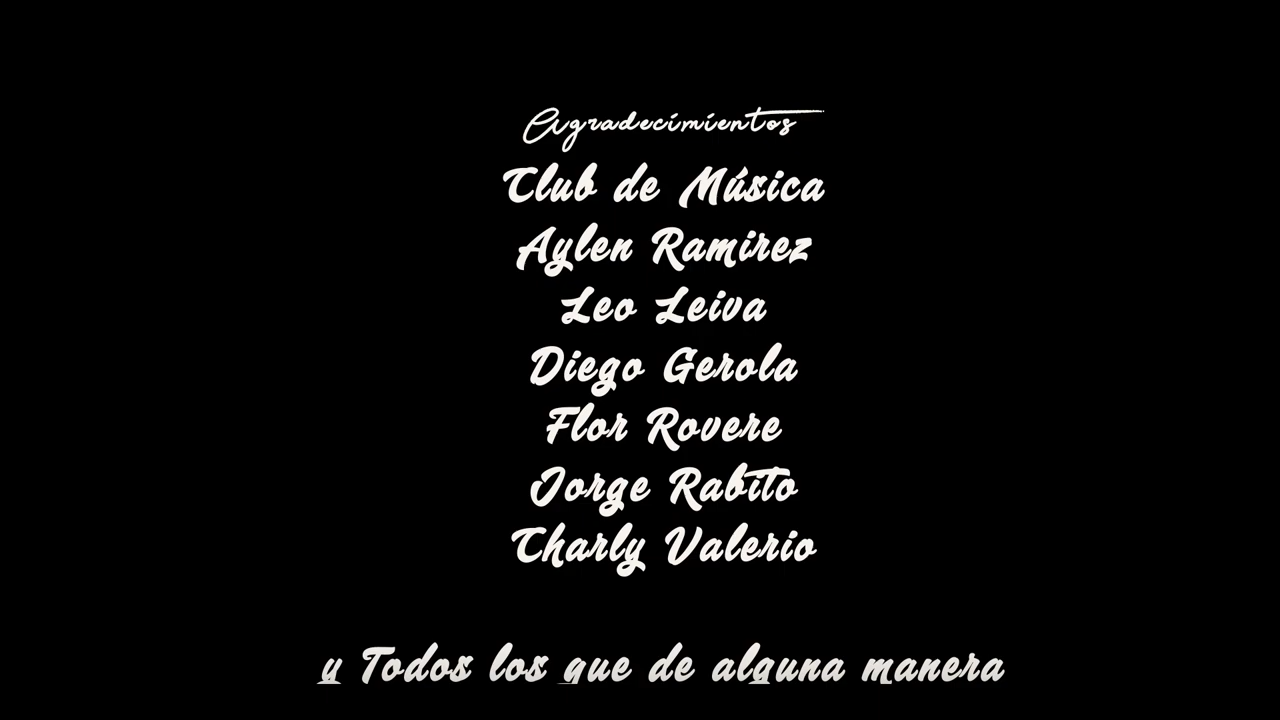 Agradecimientos
Club de Música
Aylen Ramirez
Leo Leiva
Diego Gerola
Flor Rovere
Jorge Rabito
Charly Valerio
y Todos los que de alguna manera